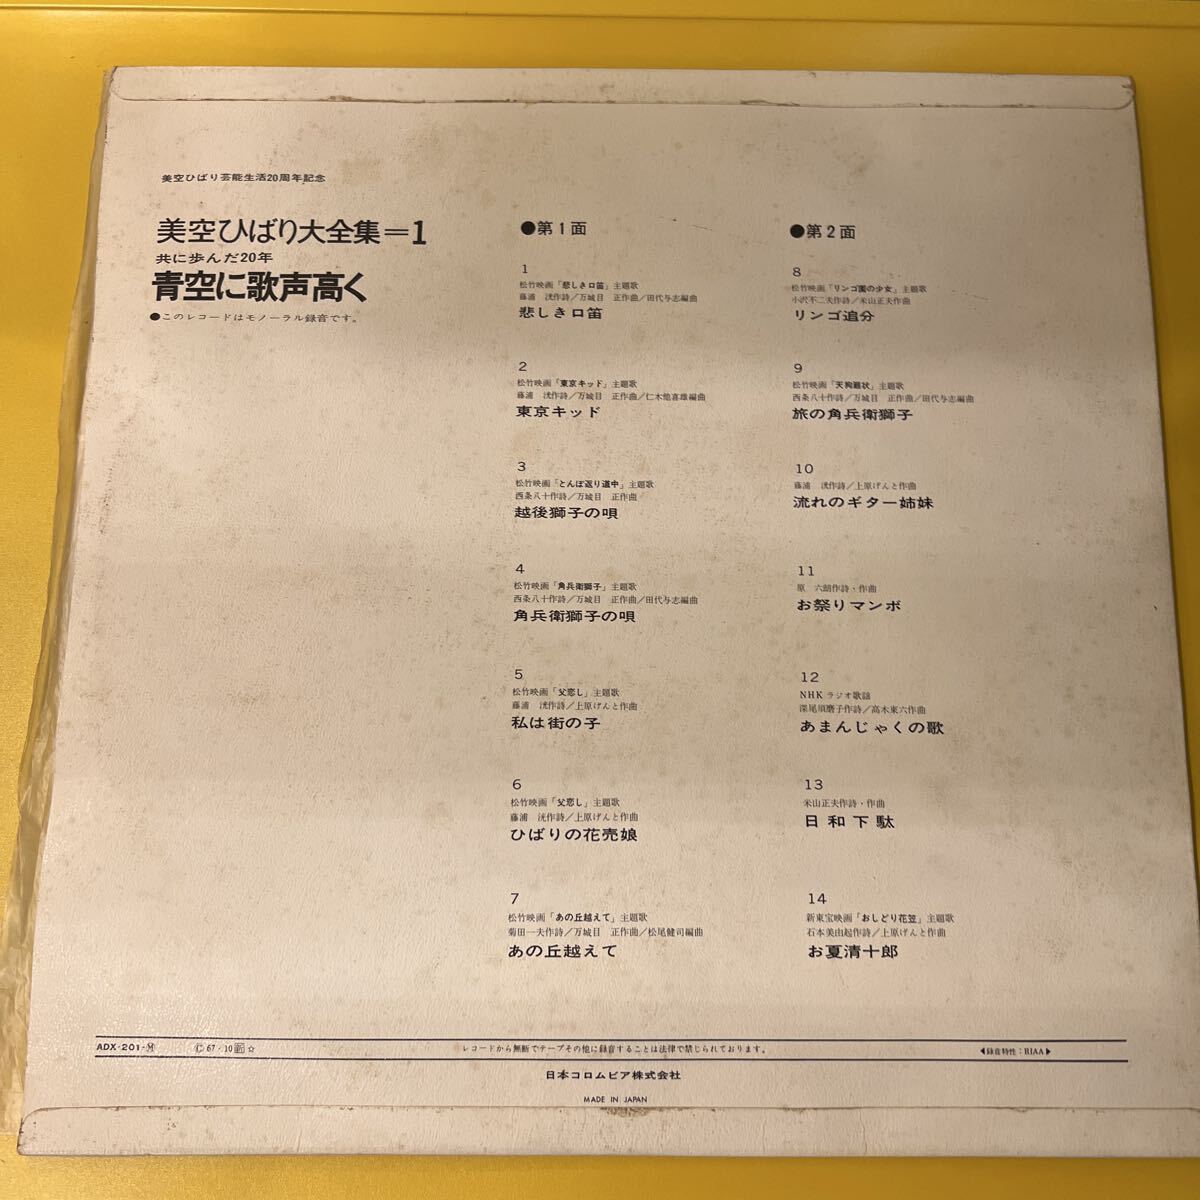 美空ひばり芸能生活20周年記念
美空ひばり大全集=1
共に歩んだ20年
青空に歌声高く
●このレコードはモノーラル録音です。
●第1面
1
松竹映画「悲しき口笛」主題歌
藤浦 洸作詩/万城目 正作曲/田代与志編曲
悲しき口笛
2
松竹映画「東京キッド」主題歌
藤浦 洸作詩/万城目 正作曲/仁木他喜雄編曲
東京キッド
3
松竹映画「とんぼ返り道中」主題歌
西条八十作詩/万城目 正作曲
越後獅子の唄
4
松竹映画「角兵衛獅子」主題歌
西条八十作詩/万城目 正作曲/田代与志編曲
角兵衛獅子の唄
5
松竹映画「父恋し」主題歌
藤浦 洸作詩/上原げんと作曲
私は街の子
6
松竹映画「父恋し」主題歌
藤浦 洸作詩/上原げんと作曲
ひばりの花売娘
7
松竹映画「あの丘越えて」主題歌
菊田一夫作詩/万城目 正作曲/松尾健司編曲
あの丘越えて
●第2面
8
松竹映画「リンゴ園の少女」主題歌
小沢不二夫作詩/米山正夫作曲
リンゴ追分
9
松竹映画「天狗廻状」主題歌
西条八十作詩/万城目 正作曲/田代与志編曲
旅の角兵衛獅子
10
藤浦 洸作詩/上原げんと作曲
流れのギター姉妹
11
原 六朗作詩・作曲
お祭りマンボ
12
NHKラジオ歌謡
深尾須磨子作詩/高木東六作曲
あまんじゃくの歌
13
米山正夫作詩・作曲
日和下駄
14
新東宝映画「おしどり花笠」主題歌
石本美由起作詩/上原げんと作曲
お夏清十郎
ADX-201-Ⓜ Ⓒ67・10 ☆ レコードから無断でテープその他に録音することは法律で禁じられております。 ◀録音特性:RIAA▶
日本コロムビア株式会社
MADE IN JAPAN